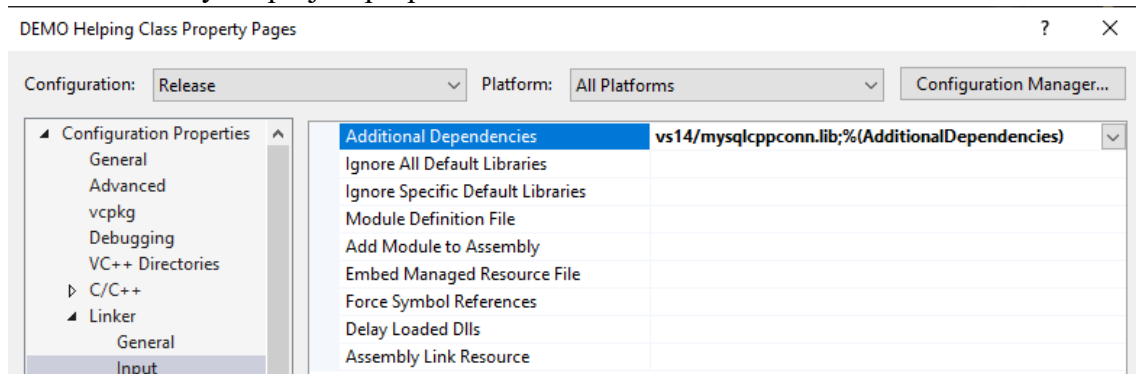 DEMO Helping Class Property Pages ? ×
Configuration: Release Platform: All Platforms Configuration Manager...
Configuration Properties
General
Advanced
vcpkg
Debugging
VC++ Directories
C/C++
Linker
General
Input
Additional Dependencies vs14/mysqlcppconn.lib;%(AdditionalDependencies)
Ignore All Default Libraries
Ignore Specific Default Libraries
Module Definition File
Add Module to Assembly
Embed Managed Resource File
Force Symbol References
Delay Loaded Dlls
Assembly Link Resource